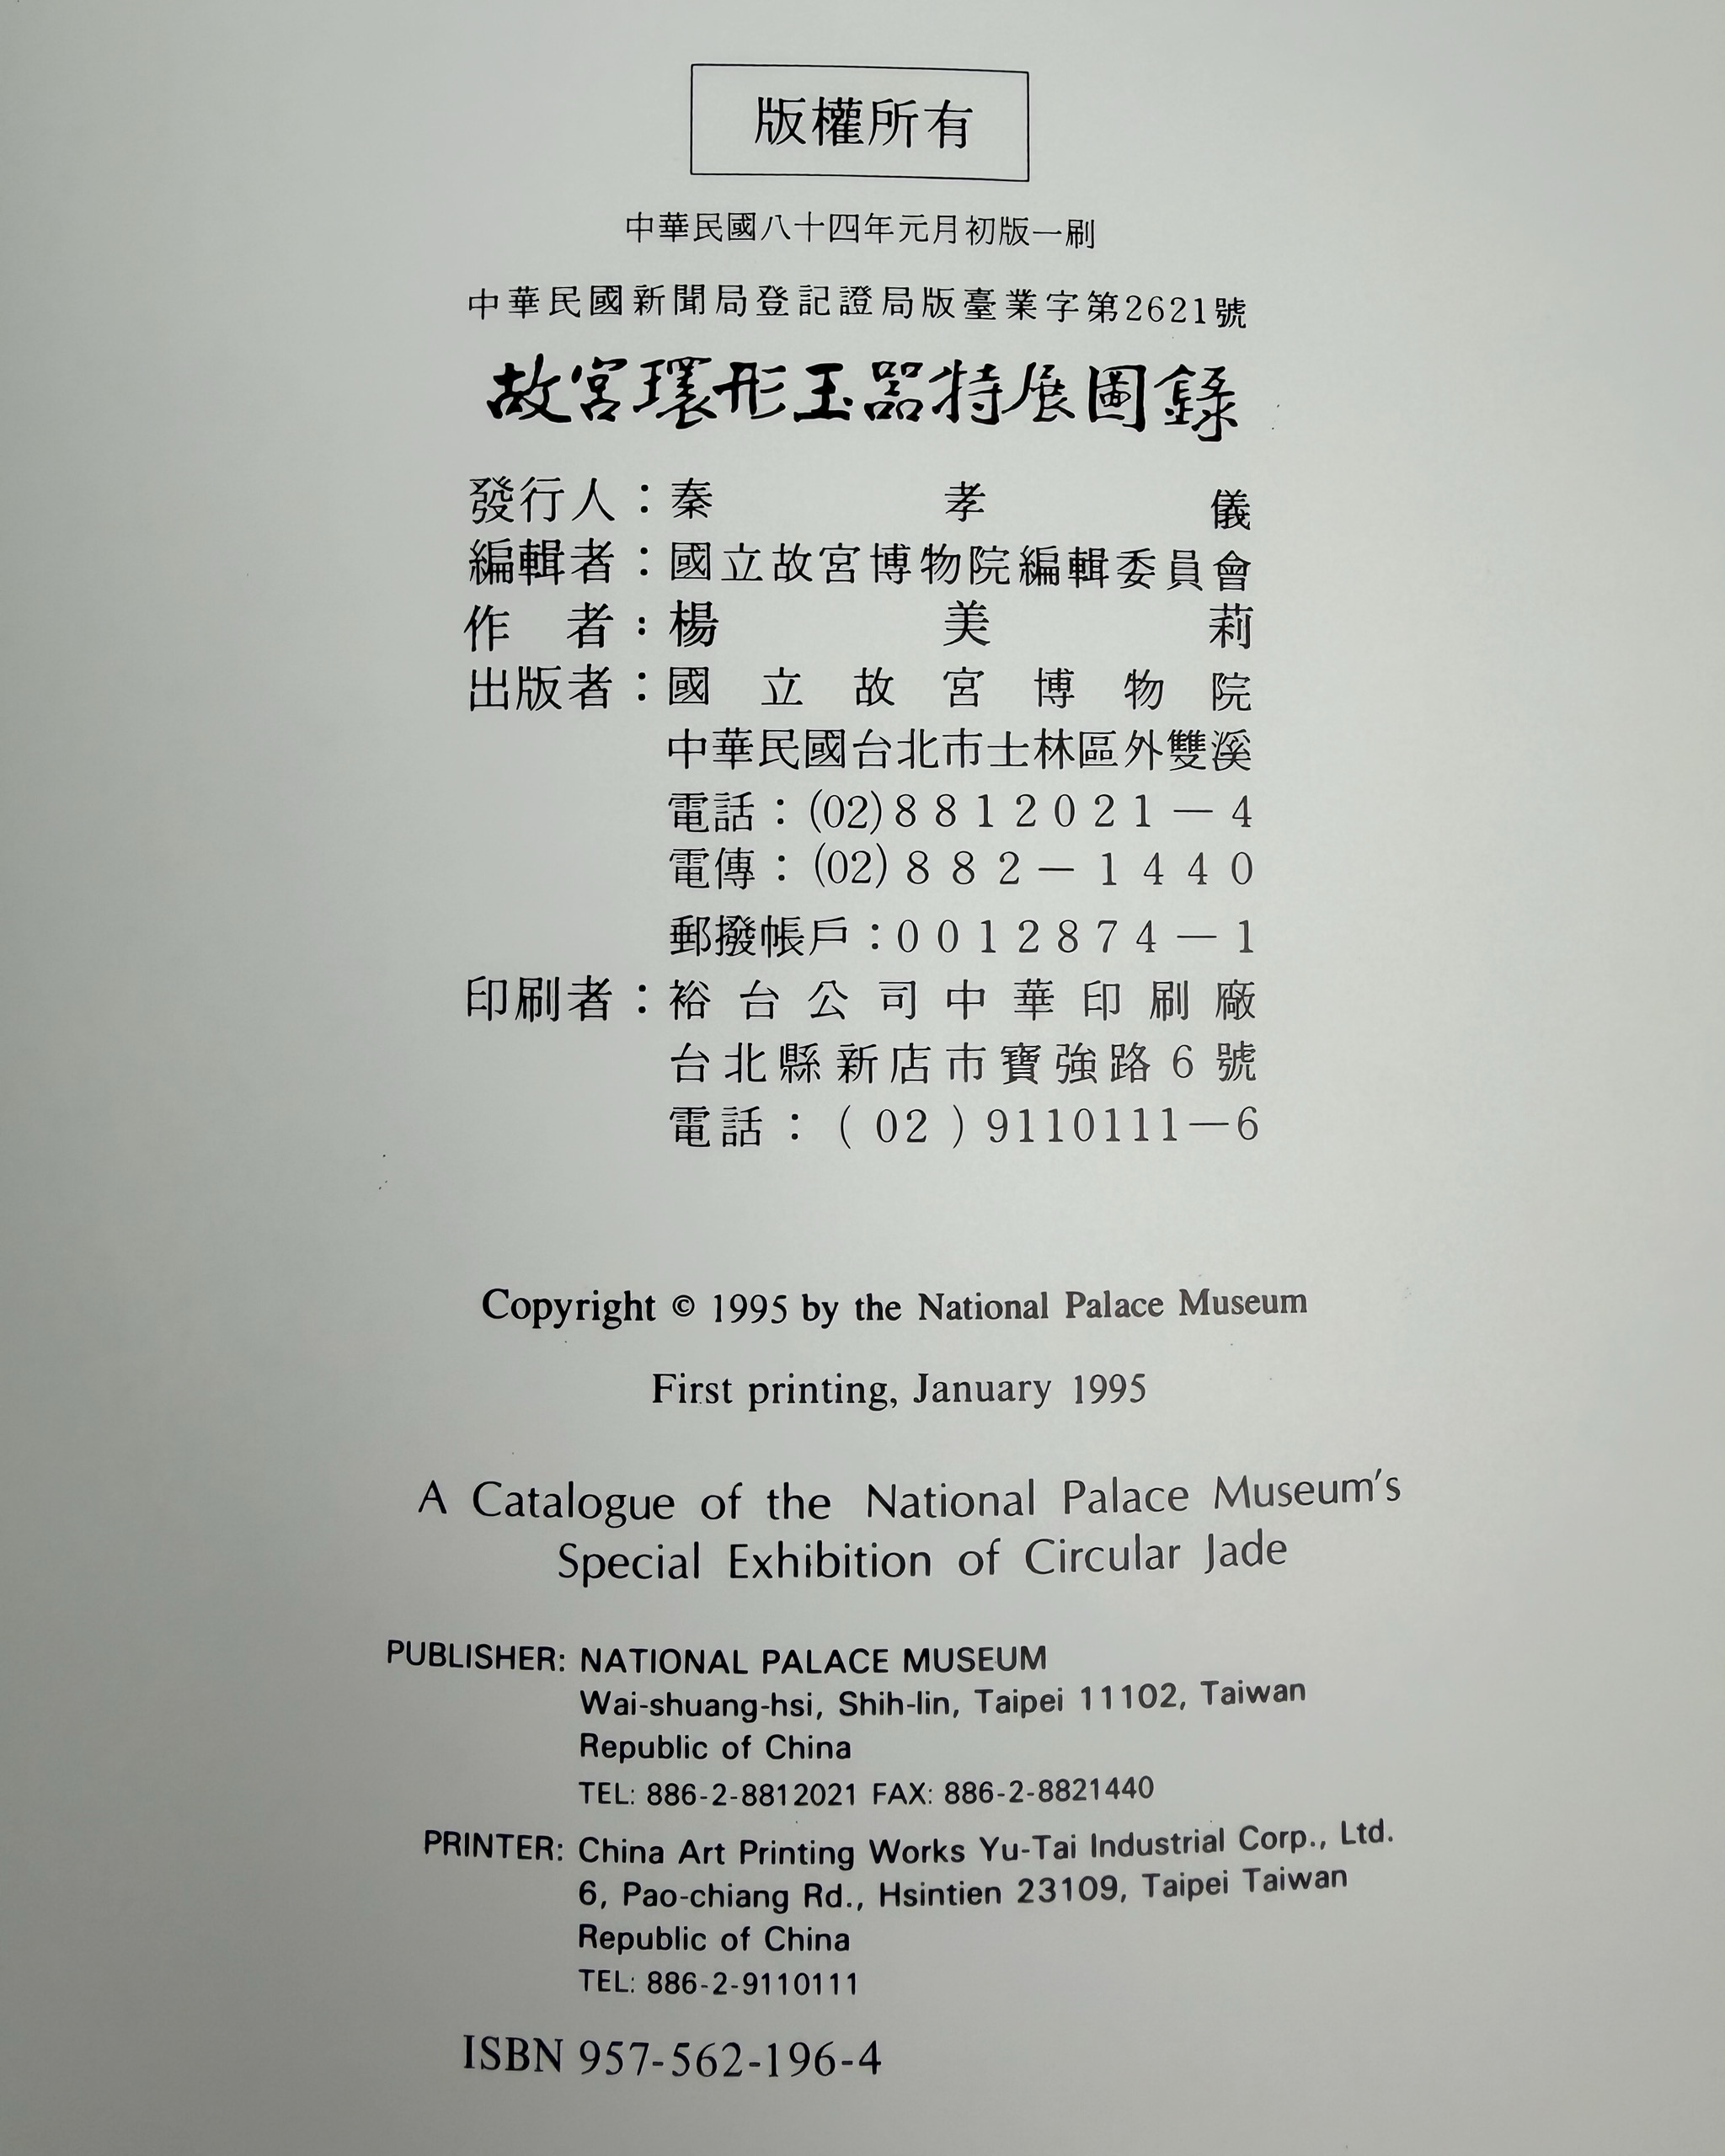 版權所有
中華民國八十四年元月初版一刷
中華民國新聞局登記證局版臺業字第2621號
故宮環形玉器特展圖錄
發行人：秦孝儀
編輯者：國立故宮博物院編輯委員會
作者：楊美莉
出版者：國立故宮博物院
中華民國台北市士林區外雙溪
電話：(02)8812021－4
電傳：(02)882－1440
郵撥帳戶：0012874－1
印刷者：裕台公司中華印刷廠
台北縣新店市寶強路6號
電話：(02)9110111－6
Copyright © 1995 by the National Palace Museum
First printing, January 1995
A Catalogue of the National Palace Museum's
Special Exhibition of Circular Jade
PUBLISHER: NATIONAL PALACE MUSEUM
Wai-shuang-hsi, Shih-lin, Taipei 11102, Taiwan
Republic of China
TEL: 886-2-8812021 FAX: 886-2-8821440
PRINTER: China Art Printing Works Yu-Tai Industrial Corp., Ltd.
6, Pao-chiang Rd., Hsintien 23109, Taipei Taiwan
Republic of China
TEL: 886-2-9110111
ISBN 957-562-196-4